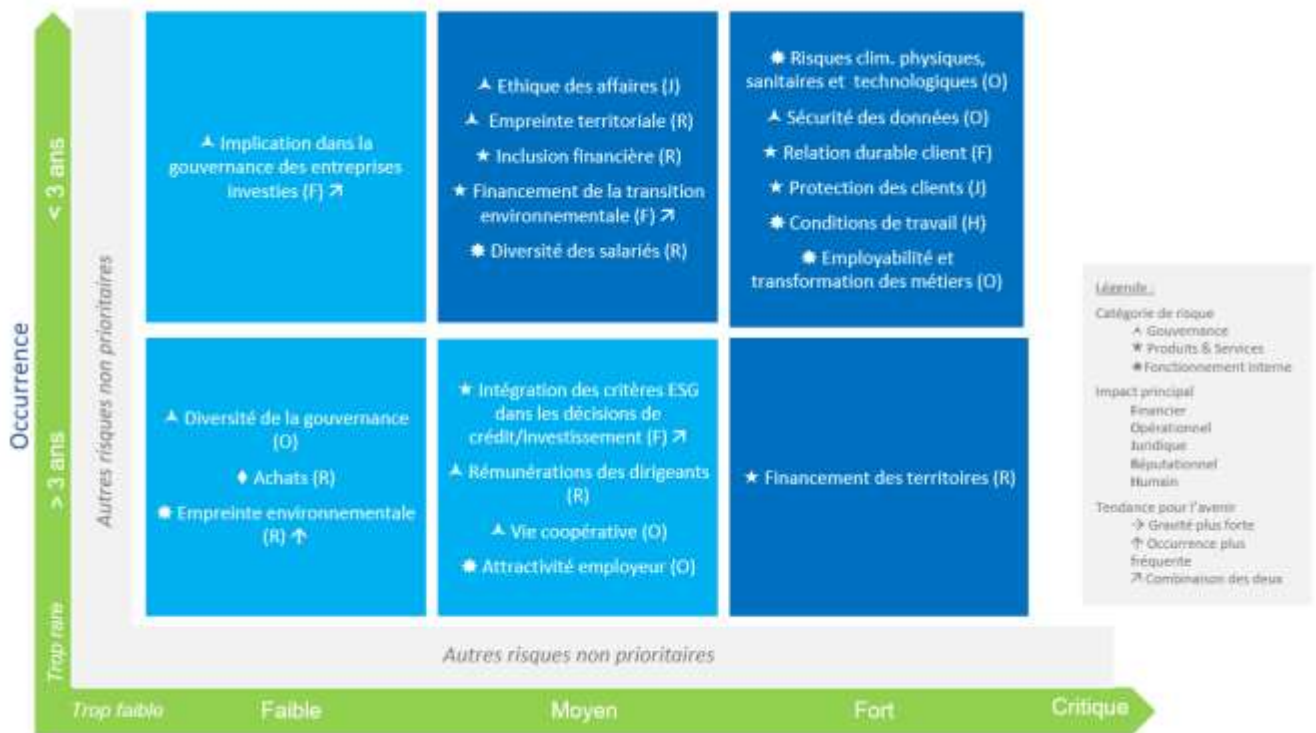 Occurrence
< 3 ans
> 3 ans
Trop rare
Autres risques non prioritaires
Implication dans la
gouvernance des entreprises
investies (F) ↗
Ethique des affaires (J)
Empreinte territoriale (R)
★ Inclusion financière (R)
★ Financement de la transition
environnementale (F) ↗
Diversité des salariés (R)
Risques clim. physiques,
sanitaires et technologiques (O)
Sécurité des données (O)
★ Relation durable client (F)
★ Protection des clients (J)
Conditions de travail (H)
Employabilité et
transformation des métiers (O)
Diversité de la gouvernance
(O)
♦ Achats (R)
Empreinte environnementale
(R) ↑
★ Intégration des critères ESG
dans les décisions de
crédit/investissement (F) ↗
Rémunérations des dirigeants
(R)
Vie coopérative (O)
Attractivité employeur (O)
★ Financement des territoires (R)
Autres risques non prioritaires
Trop faible
Faible
Moyen
Fort
Critique
Légende :
Catégorie de risque
Gouvernance
★ Produits & Services
Fonctionnement interne
Impact principal
Financier
Opérationnel
Juridique
Réputationnel
Humain
Tendance pour l'avenir
→ Gravité plus forte
↑ Occurrence plus
fréquente
↗ Combinaison des deux